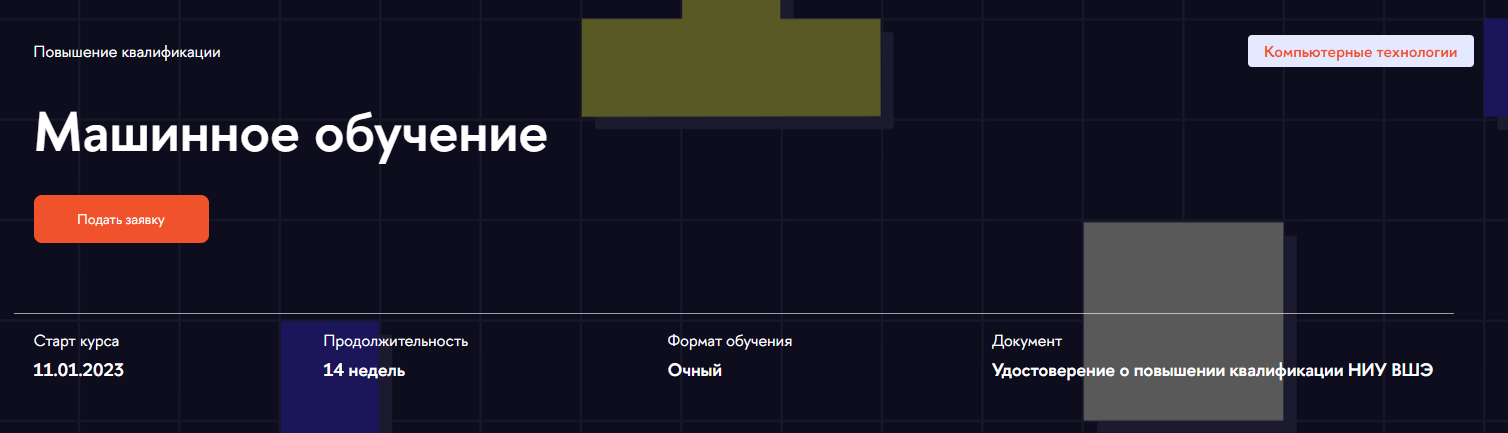 Повышение квалификации
Компьютерные технологии
Машинное обучение
Подать заявку
Старт курса
11.01.2023
Продолжительность
14 недель
Формат обучения
Очный
Документ
Удостоверение о повышении квалификации НИУ ВШЭ